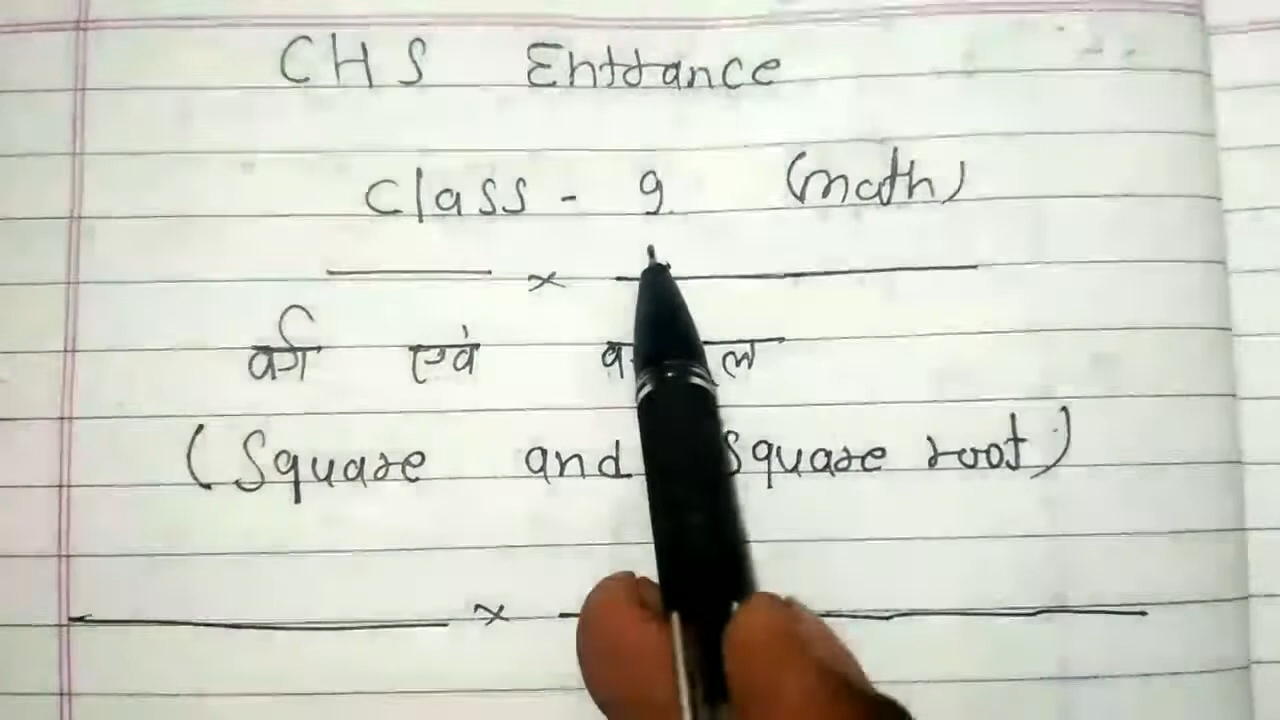 CHS Entrance
Class - 9 (math)
वर्ग एवं
(Square and Square root)